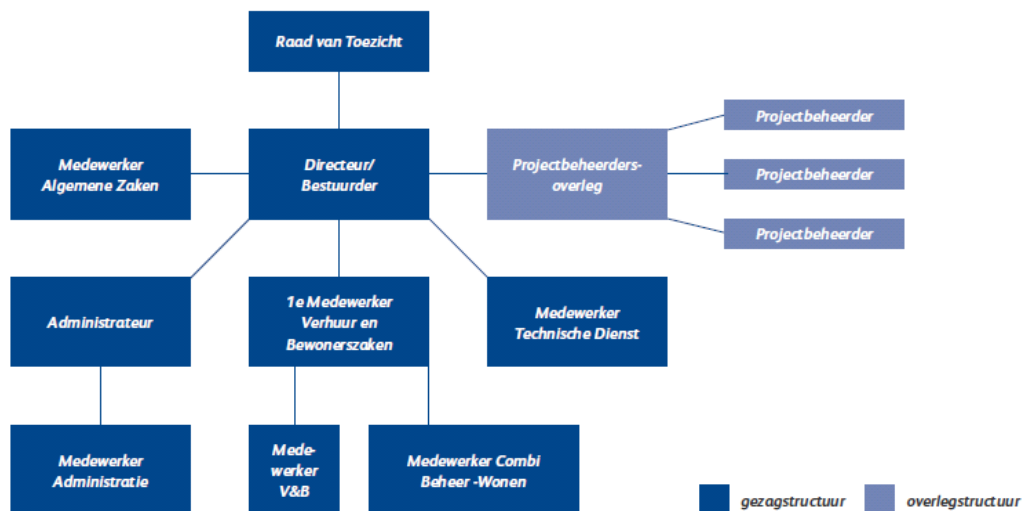 Raad van Toezicht
Medewerker
Algemene Zaken
Directeur/
Bestuurder
Projectbeheerders-
overleg
Projectbeheerder
Projectbeheerder
Projectbeheerder
Administrateur
1e Medewerker
Verhuur en
Bewonerszaken
Medewerker
Technische Dienst
Medewerker
Administratie
Mede-
werker
V&B
Medewerker Combi
Beheer -Wonen
gezagstructuur
overlegstructuur